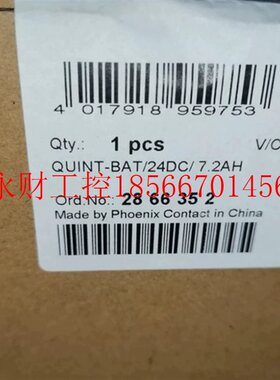 4 017918 959753
Qty.: 1 pcs V/C
QUINT-BAT/24DC/ 7.2AH
永财工控18566701456
Ord.No.: 28 66 35 2
Made by Phoenix Contact in China